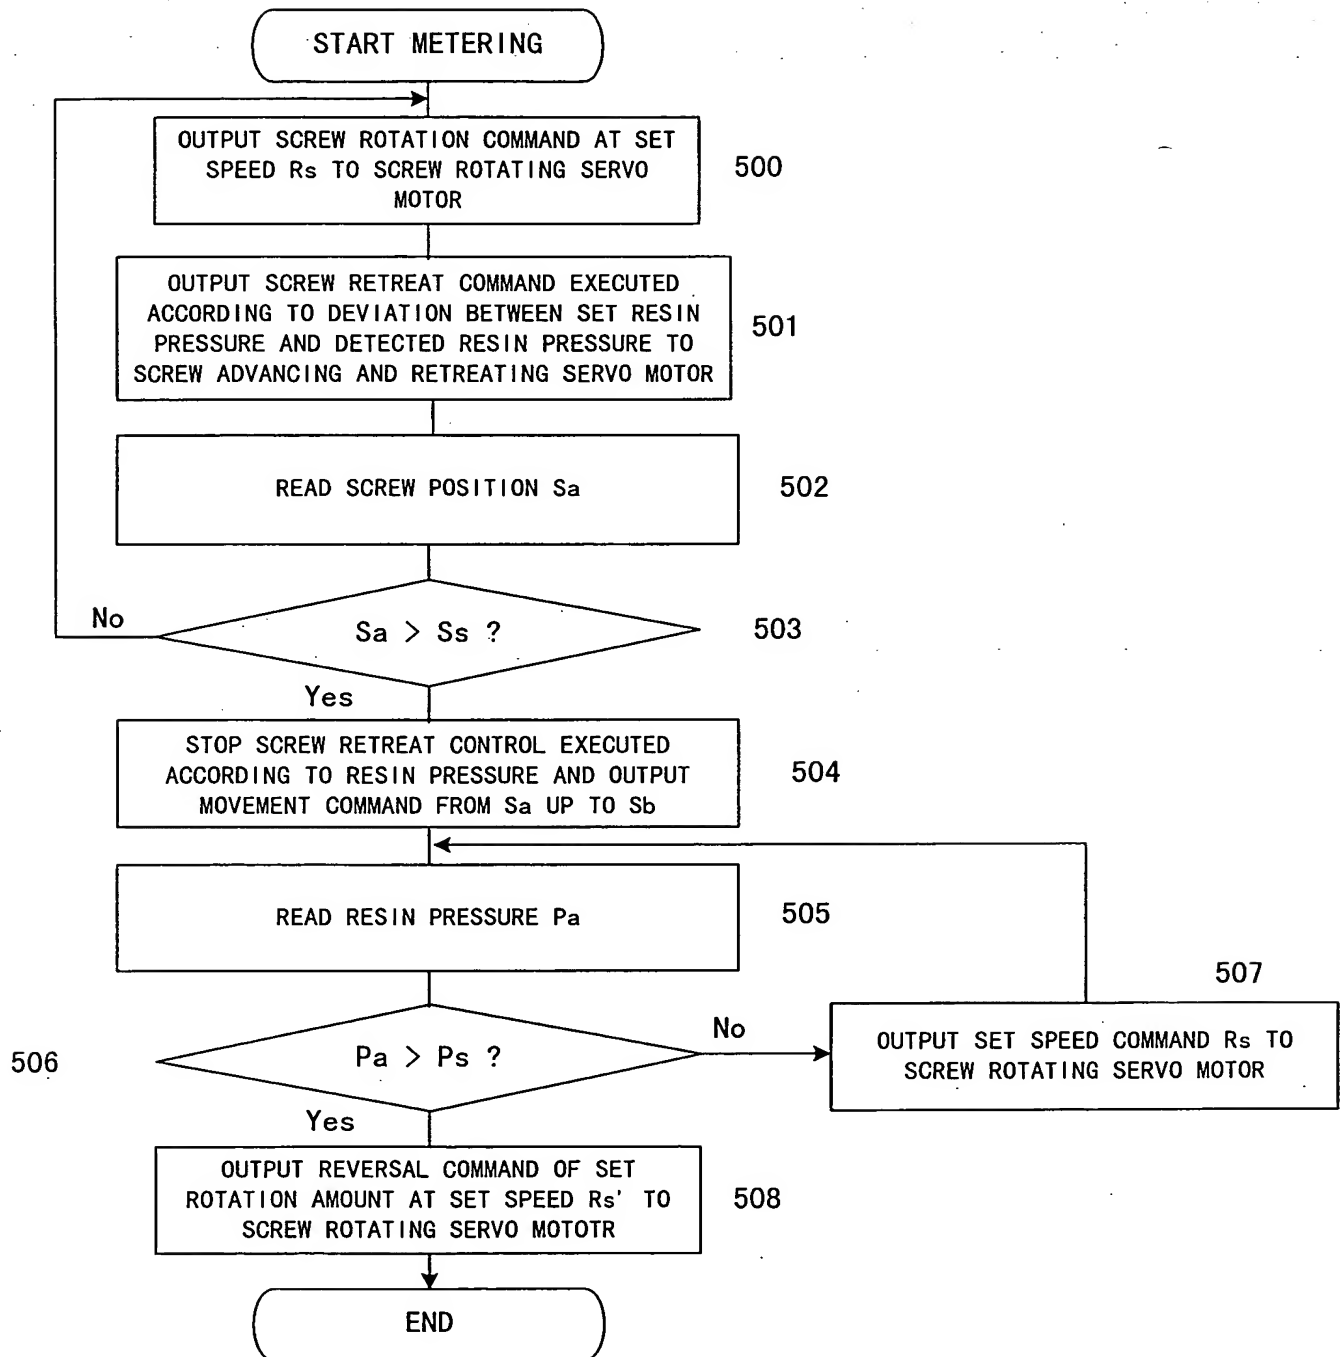 START METERING
OUTPUT SCREW ROTATION COMMAND AT SET
SPEED Rs TO SCREW ROTATING SERVO
MOTOR
500
OUTPUT SCREW RETREAT COMMAND EXECUTED
ACCORDING TO DEVIATION BETWEEN SET RESIN
PRESSURE AND DETECTED RESIN PRESSURE TO
SCREW ADVANCING AND RETREATING SERVO MOTOR
501
READ SCREW POSITION Sa
502
No
Sa > Ss ?
503
Yes
STOP SCREW RETREAT CONTROL EXECUTED
ACCORDING TO RESIN PRESSURE AND OUTPUT
MOVEMENT COMMAND FROM Sa UP TO Sb
504
READ RESIN PRESSURE Pa
505
506
Pa > Ps ?
No
507
OUTPUT SET SPEED COMMAND Rs TO
SCREW ROTATING SERVO MOTOR
Yes
OUTPUT REVERSAL COMMAND OF SET
ROTATION AMOUNT AT SET SPEED Rs' TO
SCREW ROTATING SERVO MOTOTR
508
END